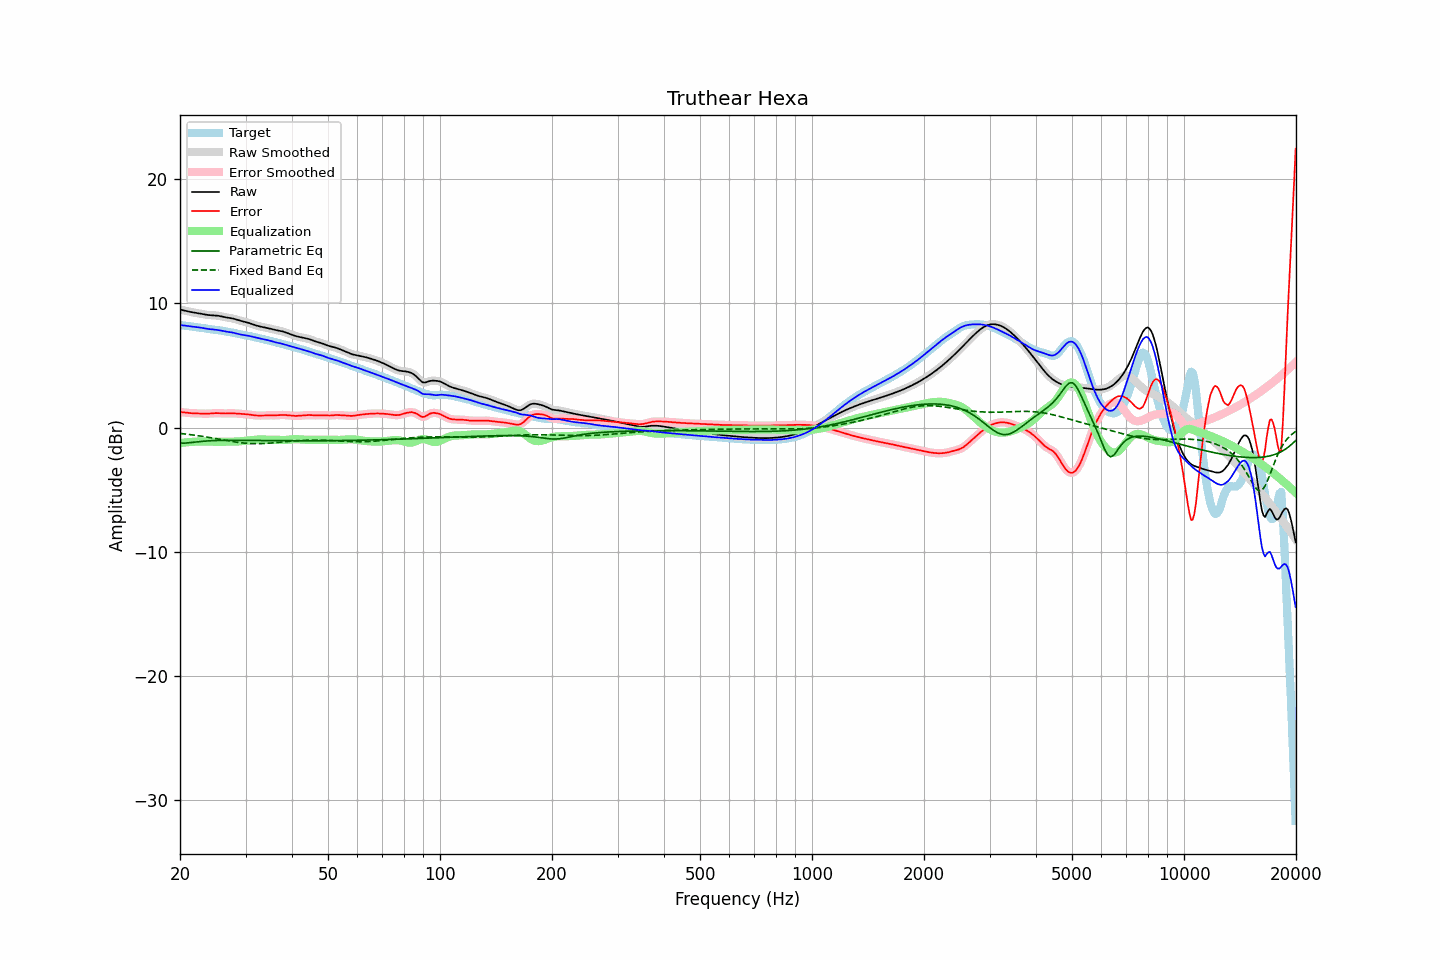 Truthear Hexa
Target
Raw Smoothed
Error Smoothed
Raw
Error
Equalization
Parametric Eq
Fixed Band Eq
Equalized
Amplitude (dBr)
20
10
0
−10
−20
−30
20 50 100 200 500 1000 2000 5000 10000 20000
Frequency (Hz)